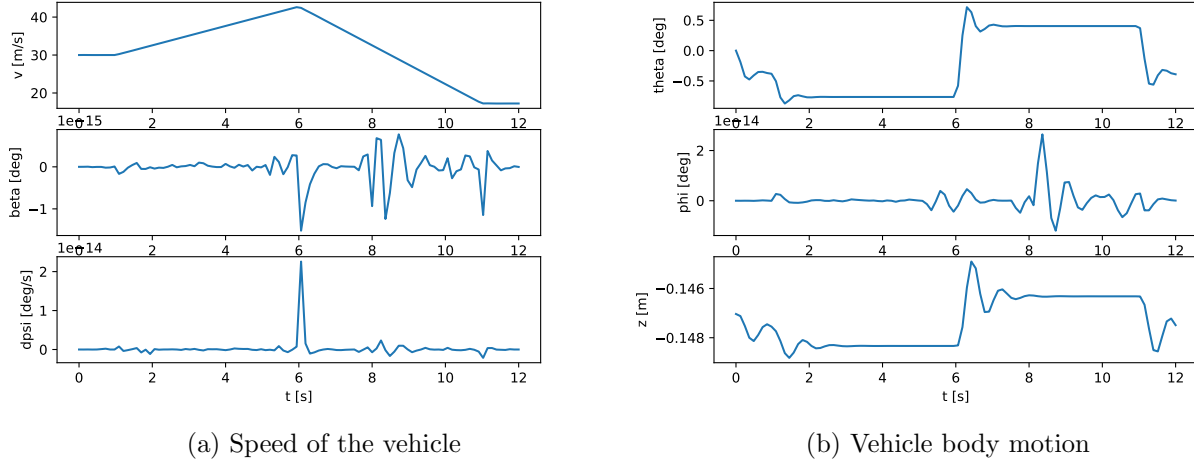 40
30
20
v [m/s]
0 2 4 6 8 10 12
1e−15
0
−1
beta [deg]
0 2 4 6 8 10 12
1e−14
2
1
0
dpsi [deg/s]
0 2 4 6 8 10 12
t [s]
(a) Speed of the vehicle
0.5
0.0
−0.5
theta [deg
0 2 4 6 8 10 12
1e−14
2
0
phi [deg]
0 2 4 6 8 10 12
−0.146
−0.148
z [m]
0 2 4 6 8 10 12
t [s]
(b) Vehicle body motion